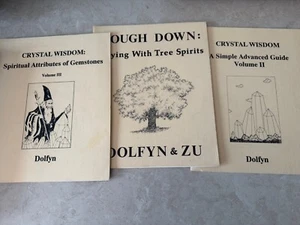 CRYSTAL WISDOM:
Spiritual Attributes of Gemstones
Volume III
Dolfyn
OUGH DOWN:
ying With Tree Spirits
DOLFYN & ZU
CRYSTAL WISDOM
A Simple Advanced Guide
Volume II
Dolfyn